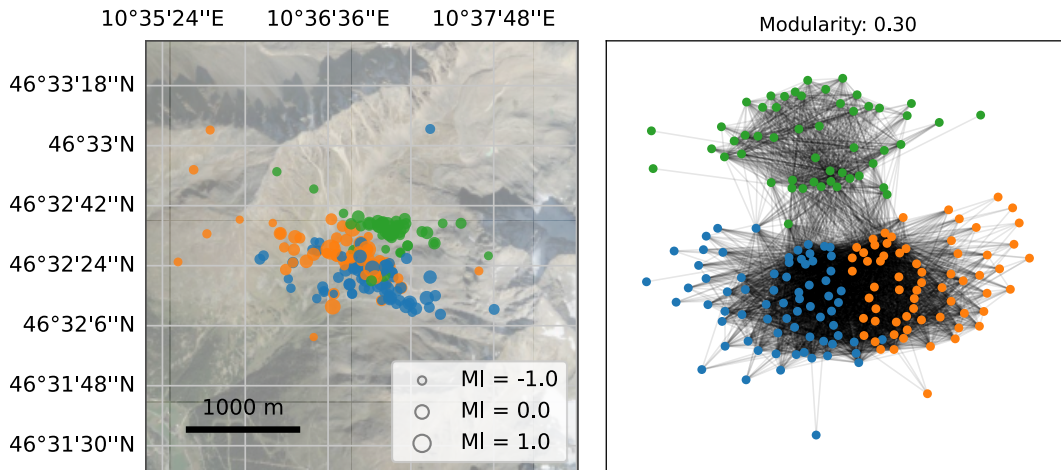 10°35'24''E 10°36'36''E 10°37'48''E
Modularity: 0.30
46°33'18''N
46°33'N
46°32'42''N
46°32'24''N
46°32'6''N
46°31'48''N
46°31'30''N
1000 m
Ml = -1.0
Ml = 0.0
Ml = 1.0